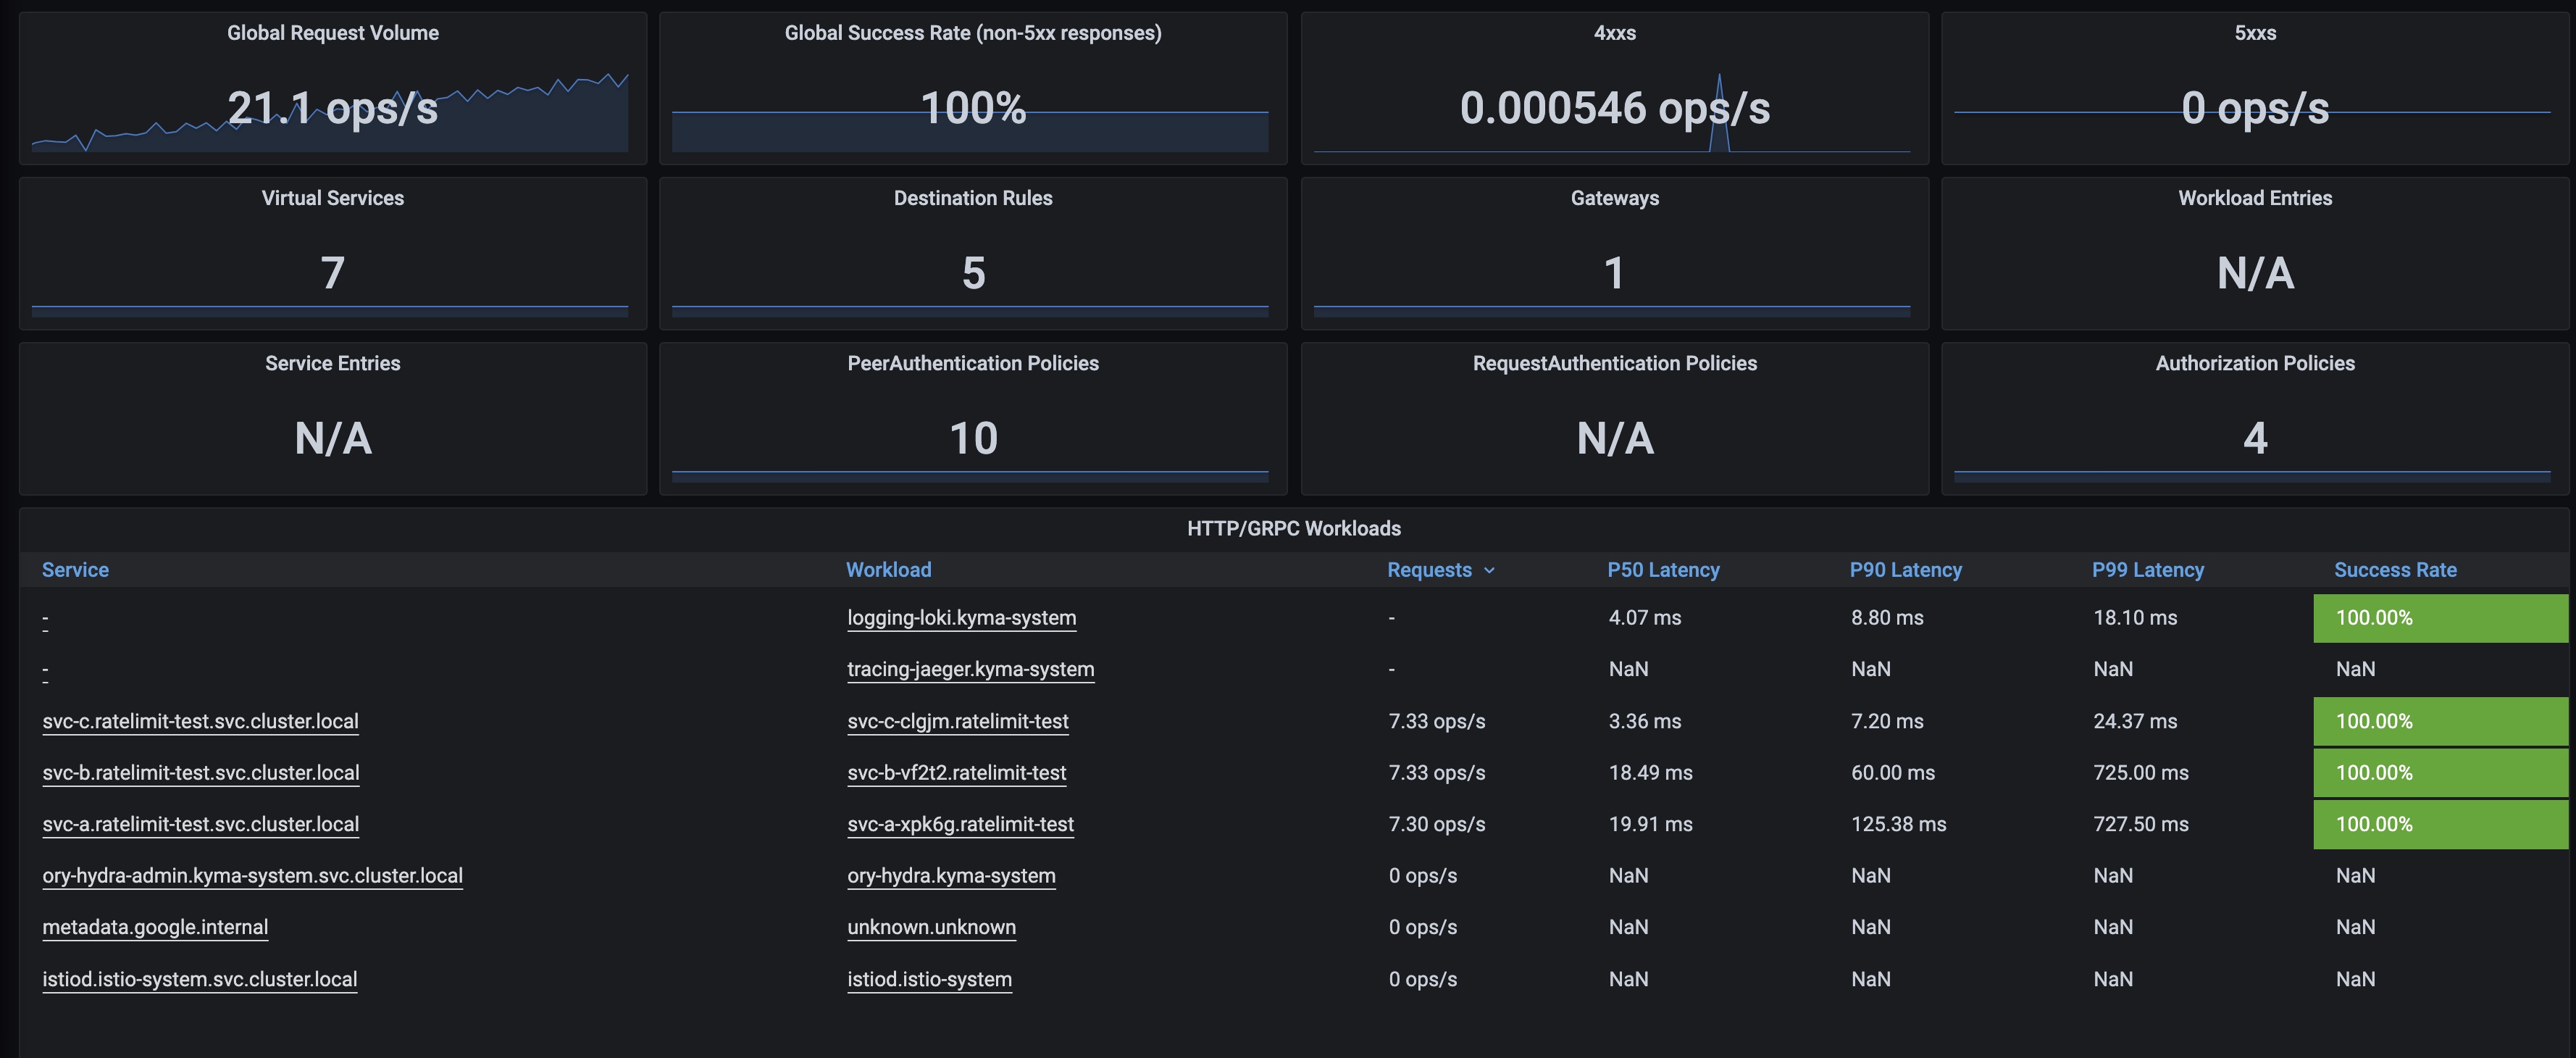 Global Request Volume
21.1 ops/s
Global Success Rate (non-5xx responses)
100%
4xxs
0.000546 ops/s
5xxs
0 ops/s
Virtual Services
7
Destination Rules
5
Gateways
1
Workload Entries
N/A
Service Entries
N/A
PeerAuthentication Policies
10
RequestAuthentication Policies
N/A
Authorization Policies
4
HTTP/GRPC Workloads
Service Workload Requests P50 Latency P90 Latency P99 Latency Success Rate
- logging-loki.kyma-system - 4.07 ms 8.80 ms 18.10 ms 100.00%
- tracing-jaeger.kyma-system - NaN NaN NaN NaN
svc-c.ratelimit-test.svc.cluster.local svc-c-clgjm.ratelimit-test 7.33 ops/s 3.36 ms 7.20 ms 24.37 ms 100.00%
svc-b.ratelimit-test.svc.cluster.local svc-b-vf2t2.ratelimit-test 7.33 ops/s 18.49 ms 60.00 ms 725.00 ms 100.00%
svc-a.ratelimit-test.svc.cluster.local svc-a-xpk6g.ratelimit-test 7.30 ops/s 19.91 ms 125.38 ms 727.50 ms 100.00%
ory-hydra-admin.kyma-system.svc.cluster.local ory-hydra.kyma-system 0 ops/s NaN NaN NaN NaN
metadata.google.internal unknown.unknown 0 ops/s NaN NaN NaN NaN
istiod.istio-system.svc.cluster.local istiod.istio-system 0 ops/s NaN NaN NaN NaN